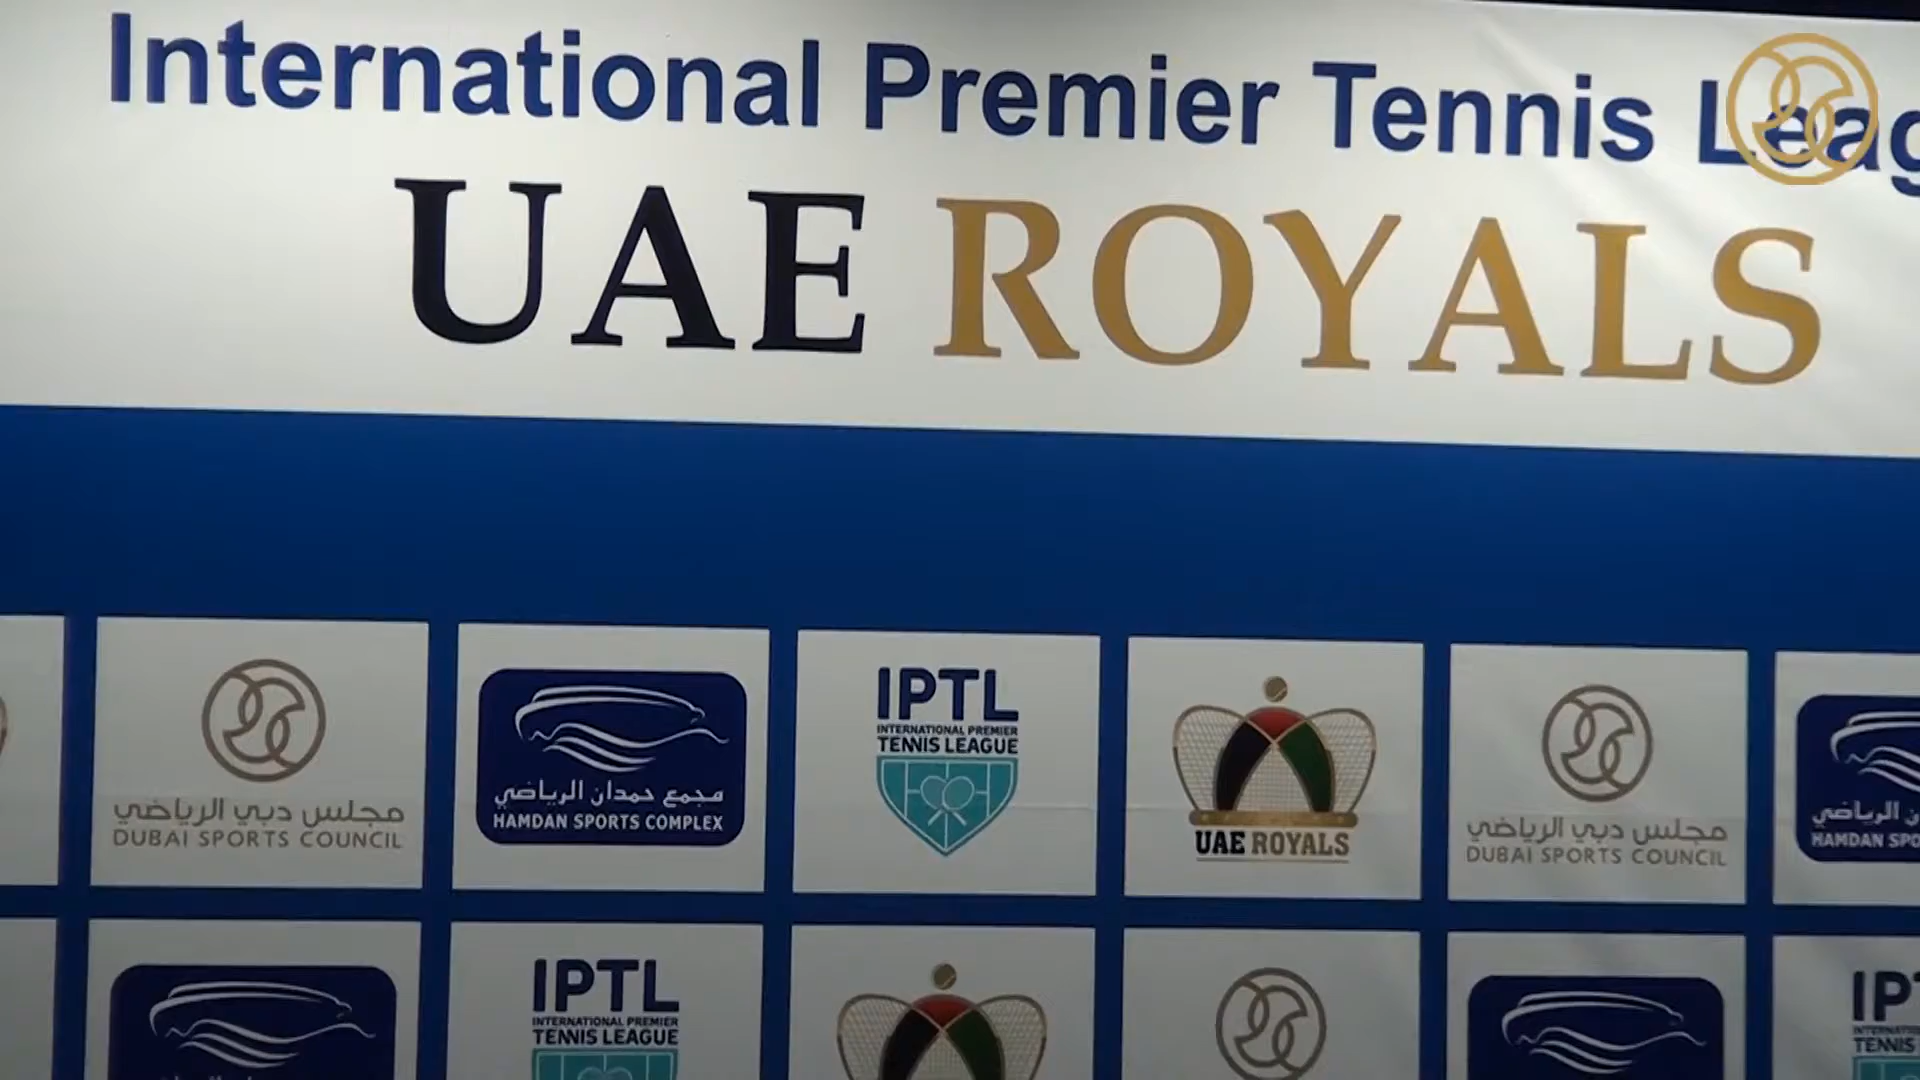 International Premier Tennis Leag
UAE ROYALS
مجلس دبي الرياضي
DUBAI SPORTS COUNCIL
مجمع حمدان الرياضي
HAMDAN SPORTS COMPLEX
IPTL
INTERNATIONAL PREMIER
TENNIS LEAGUE
UAE ROYALS
مجلس دبي الرياضي
DUBAI SPORTS COUNCIL
الرياضي
HAMDAN SPO
IPTL
INTERNATIONAL PREMIER
TENNIS LEAGUE
IP
TENNIS